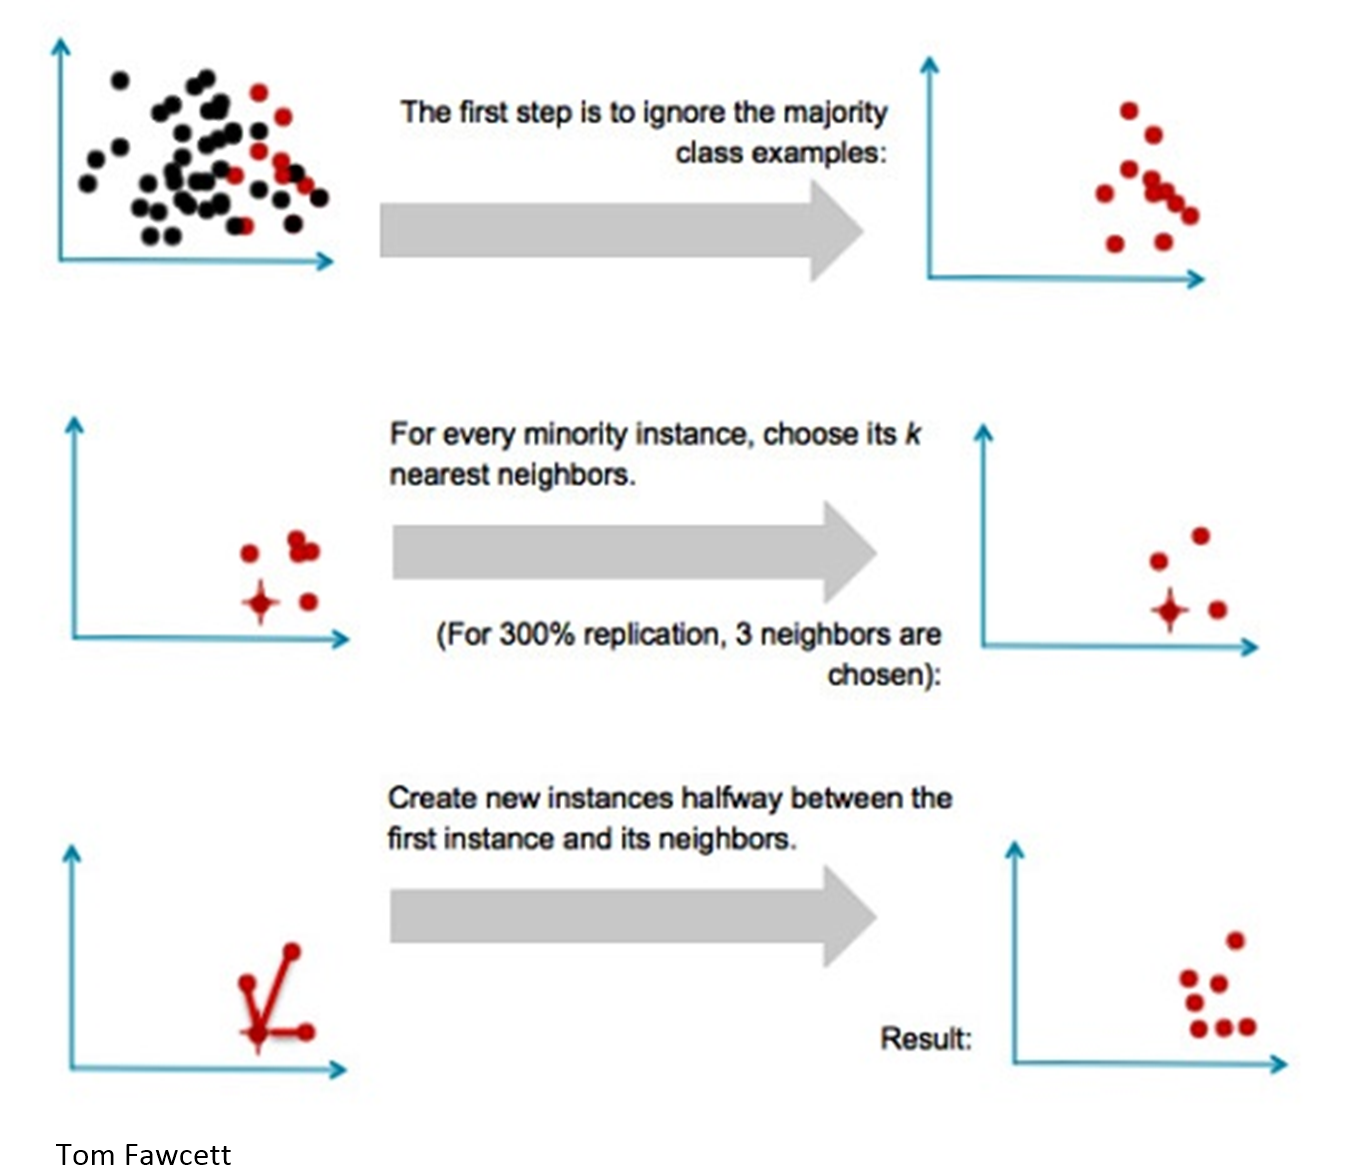 The first step is to ignore the majority
class examples:
For every minority instance, choose its k
nearest neighbors.
(For 300% replication, 3 neighbors are
chosen):
Create new instances halfway between the
first instance and its neighbors.
Result:
Tom Fawcett